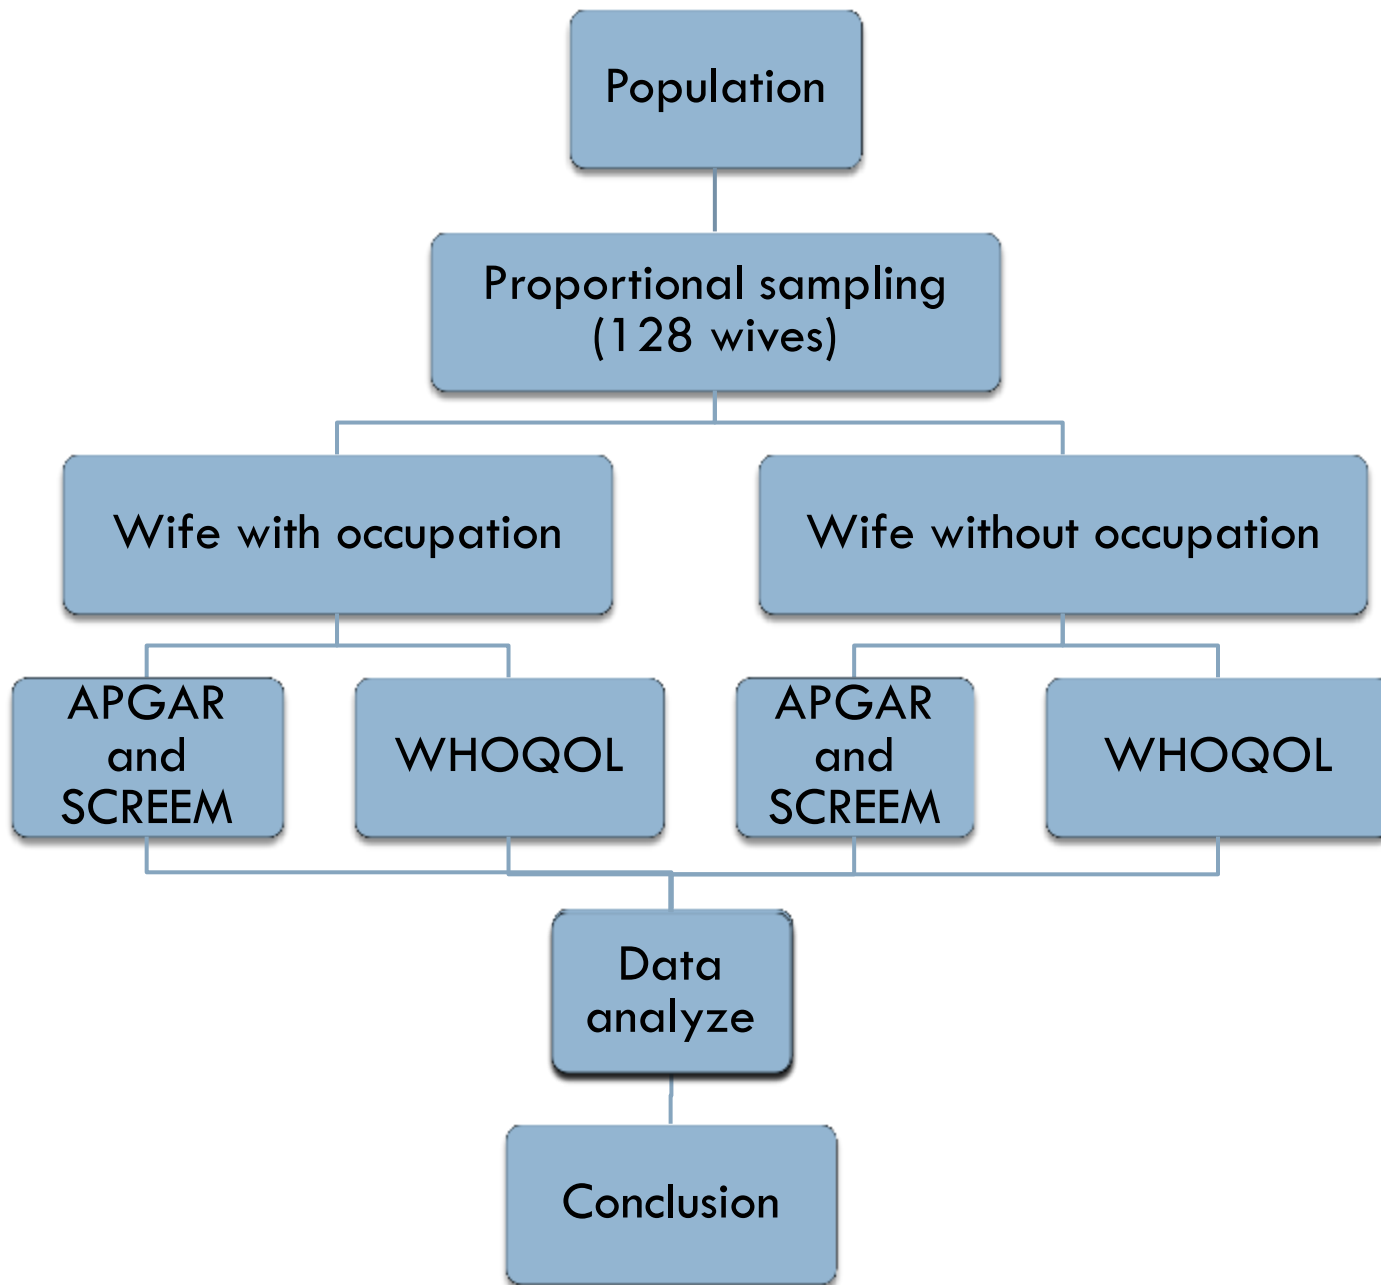 Population
Proportional sampling
(128 wives)
Wife with occupation
Wife without occupation
APGAR
and
SCREEM
WHOQOL
APGAR
and
SCREEM
WHOQOL
Data
analyze
Conclusion